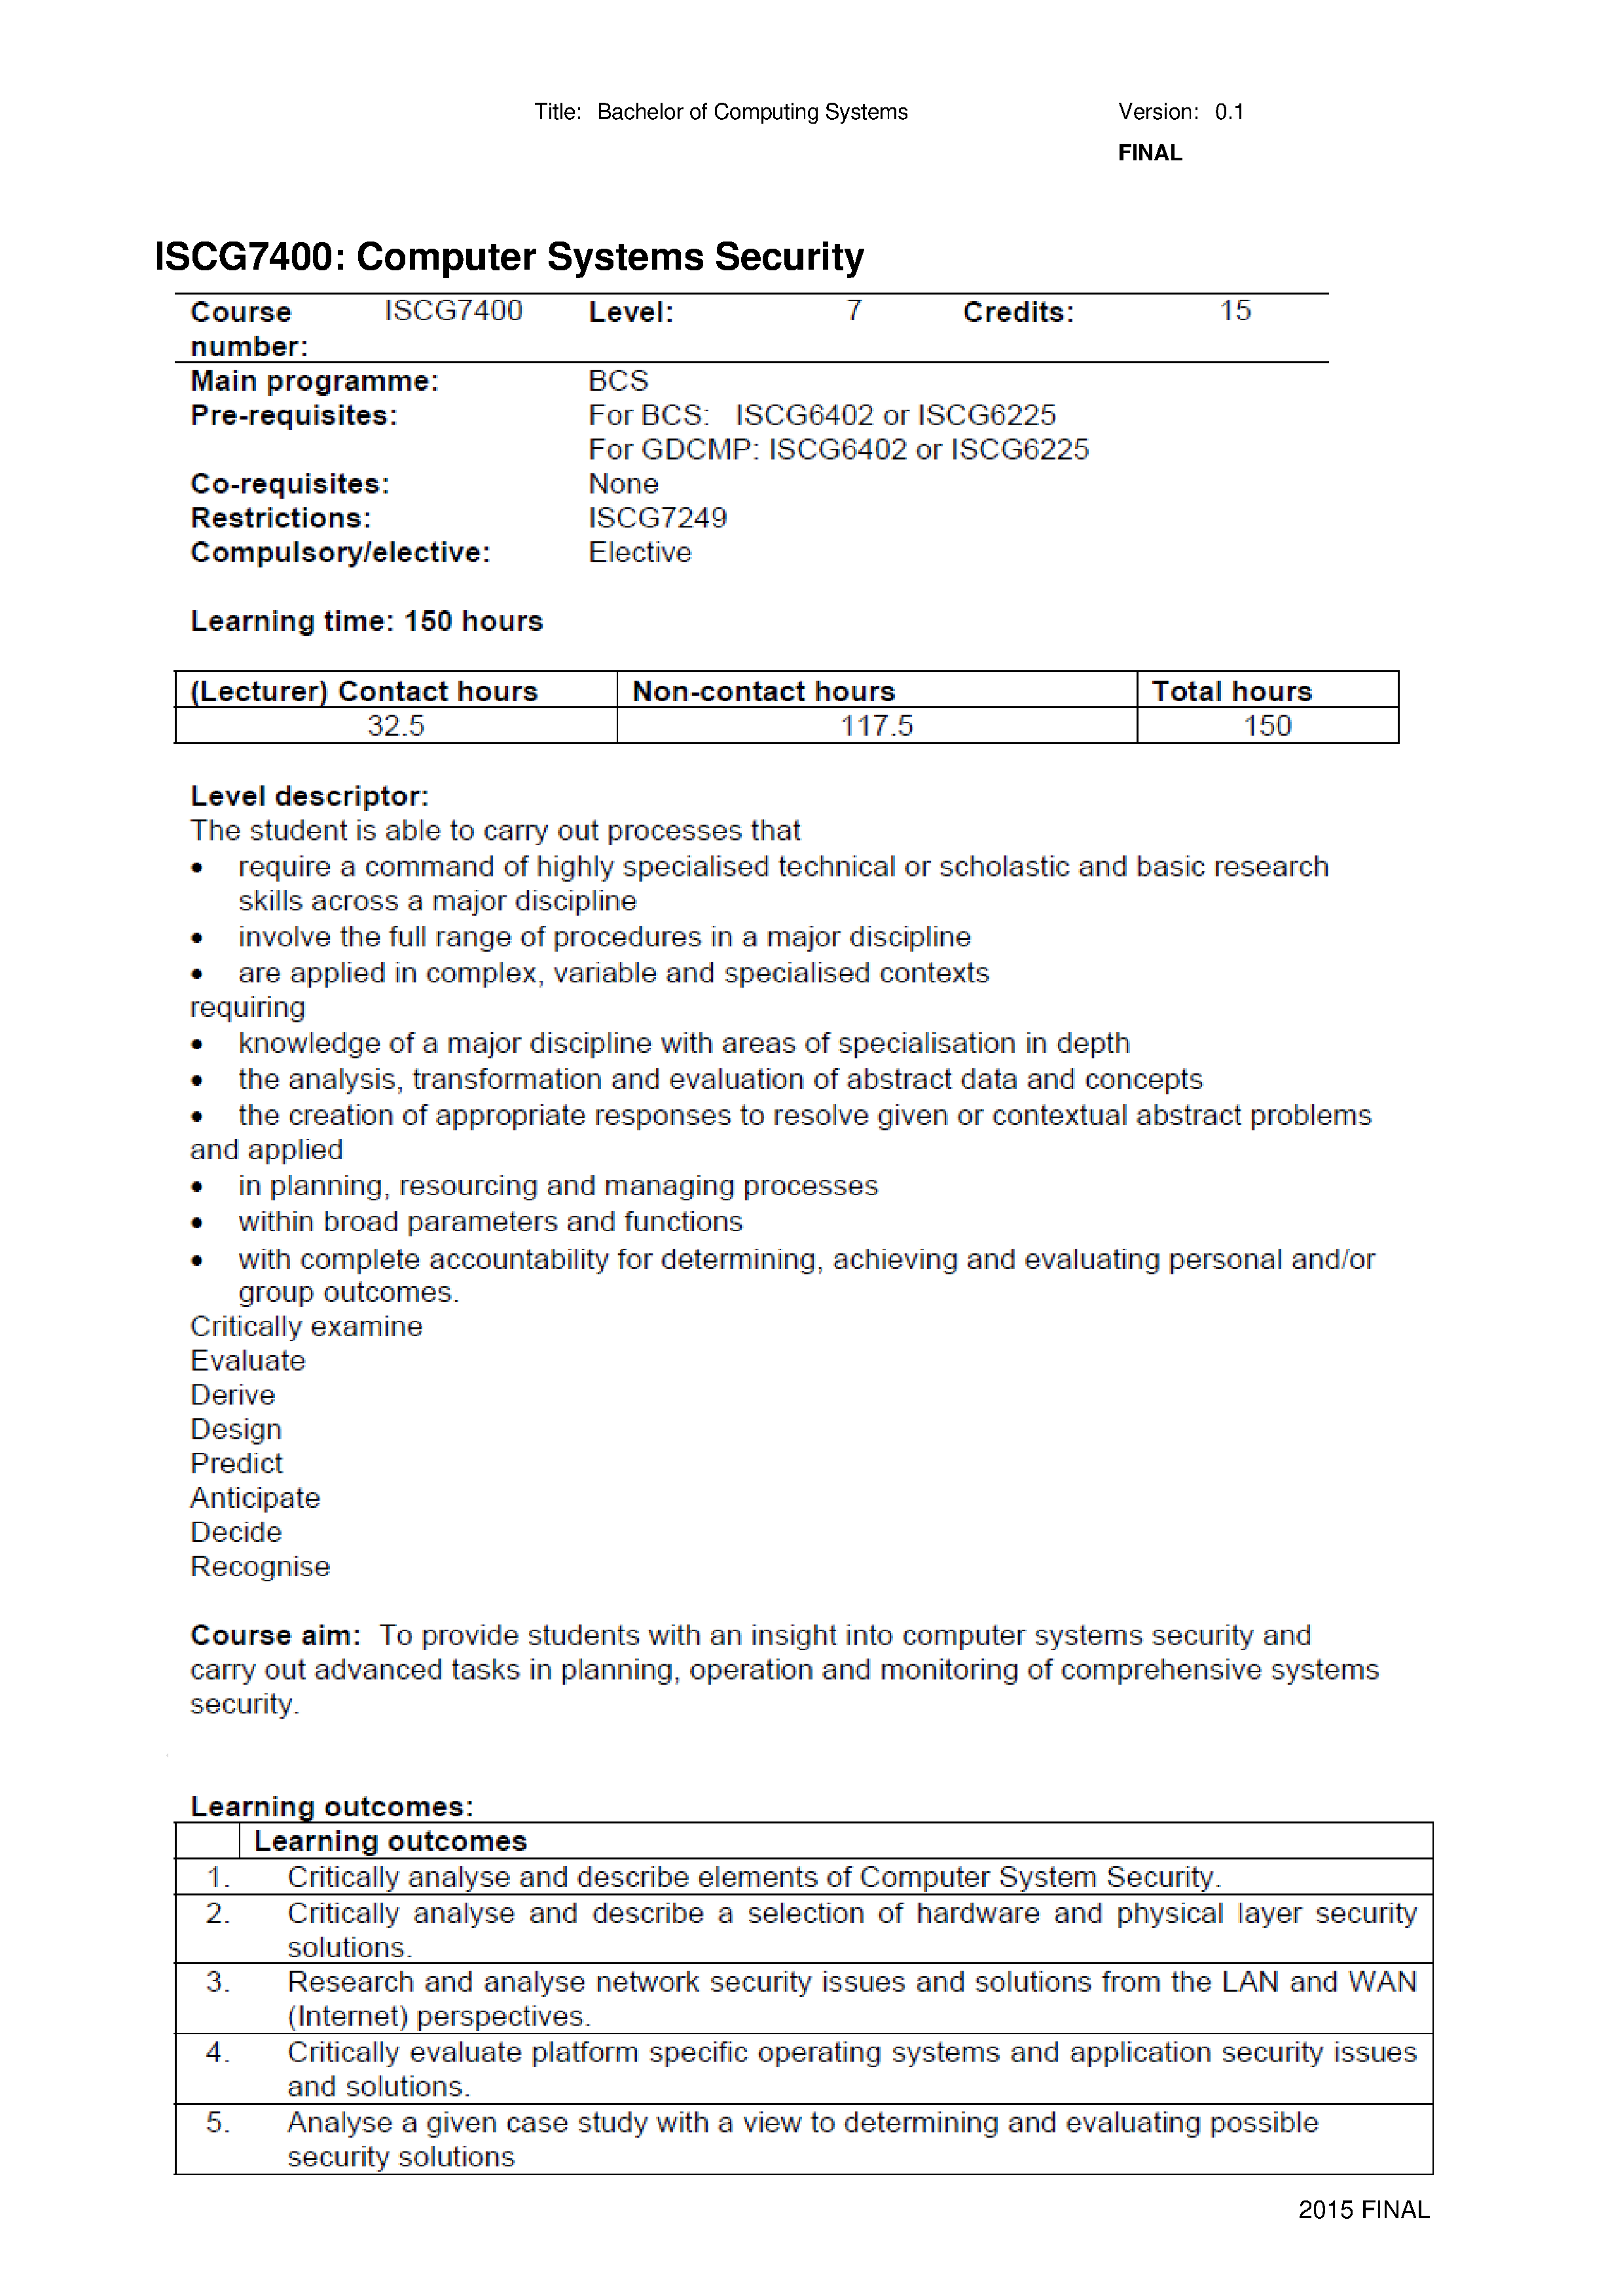 Title: Bachelor of Computing Systems Version: 0.1
FINAL
ISCG7400: Computer Systems Security
Course number: ISCG7400 Level: 7 Credits: 15
Main programme: BCS
Pre-requisites: For BCS: ISCG6402 or ISCG6225
For GDCMP: ISCG6402 or ISCG6225
Co-requisites: None
Restrictions: ISCG7249
Compulsory/elective: Elective
Learning time: 150 hours
(Lecturer) Contact hours Non-contact hours Total hours
32.5 117.5 150
Level descriptor:
The student is able to carry out processes that
• require a command of highly specialised technical or scholastic and basic research
skills across a major discipline
• involve the full range of procedures in a major discipline
• are applied in complex, variable and specialised contexts
requiring
• knowledge of a major discipline with areas of specialisation in depth
• the analysis, transformation and evaluation of abstract data and concepts
• the creation of appropriate responses to resolve given or contextual abstract problems
and applied
• in planning, resourcing and managing processes
• within broad parameters and functions
• with complete accountability for determining, achieving and evaluating personal and/or
group outcomes.
Critically examine
Evaluate
Derive
Design
Predict
Anticipate
Decide
Recognise
Course aim: To provide students with an insight into computer systems security and
carry out advanced tasks in planning, operation and monitoring of comprehensive systems
security.
Learning outcomes:
Learning outcomes
1. Critically analyse and describe elements of Computer System Security.
2. Critically analyse and describe a selection of hardware and physical layer security
solutions.
3. Research and analyse network security issues and solutions from the LAN and WAN
(Internet) perspectives.
4. Critically evaluate platform specific operating systems and application security issues
and solutions.
5. Analyse a given case study with a view to determining and evaluating possible
security solutions
2015 FINAL